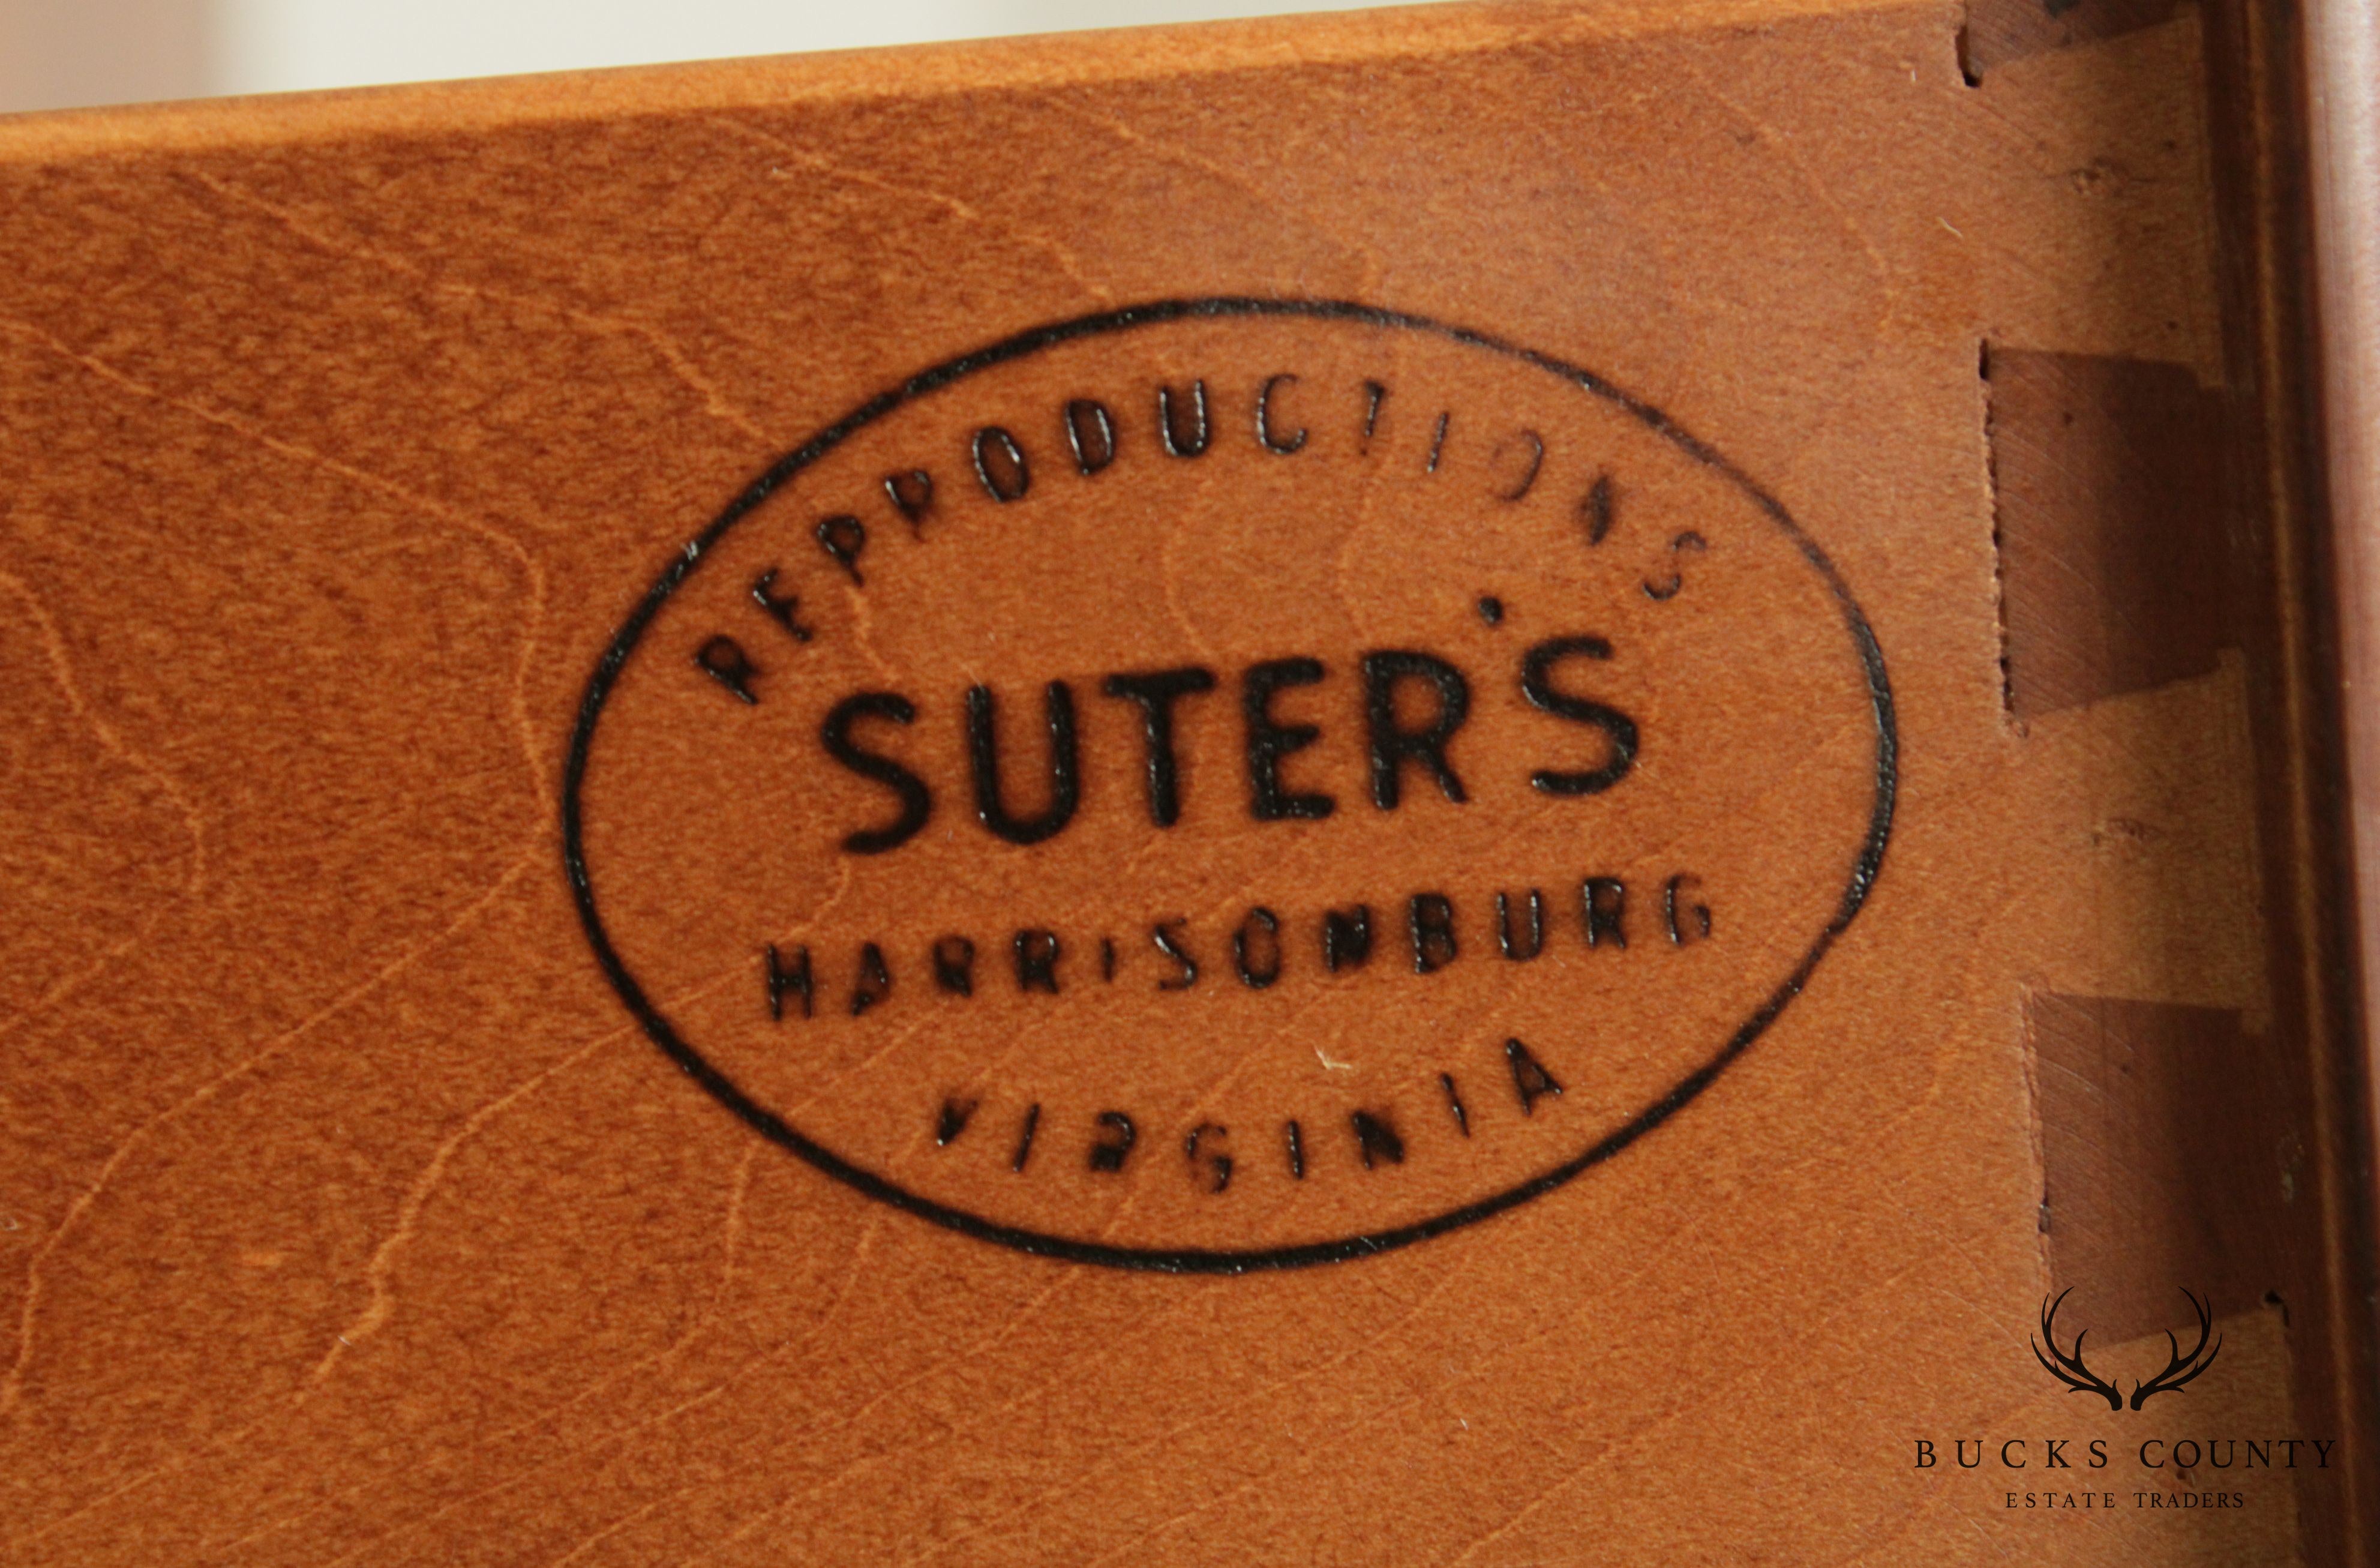 REPRODUCTIONS
SUTER'S
HARRISONBURG
VIRGINIA
BUCKS COUNTY
ESTATE TRADERS